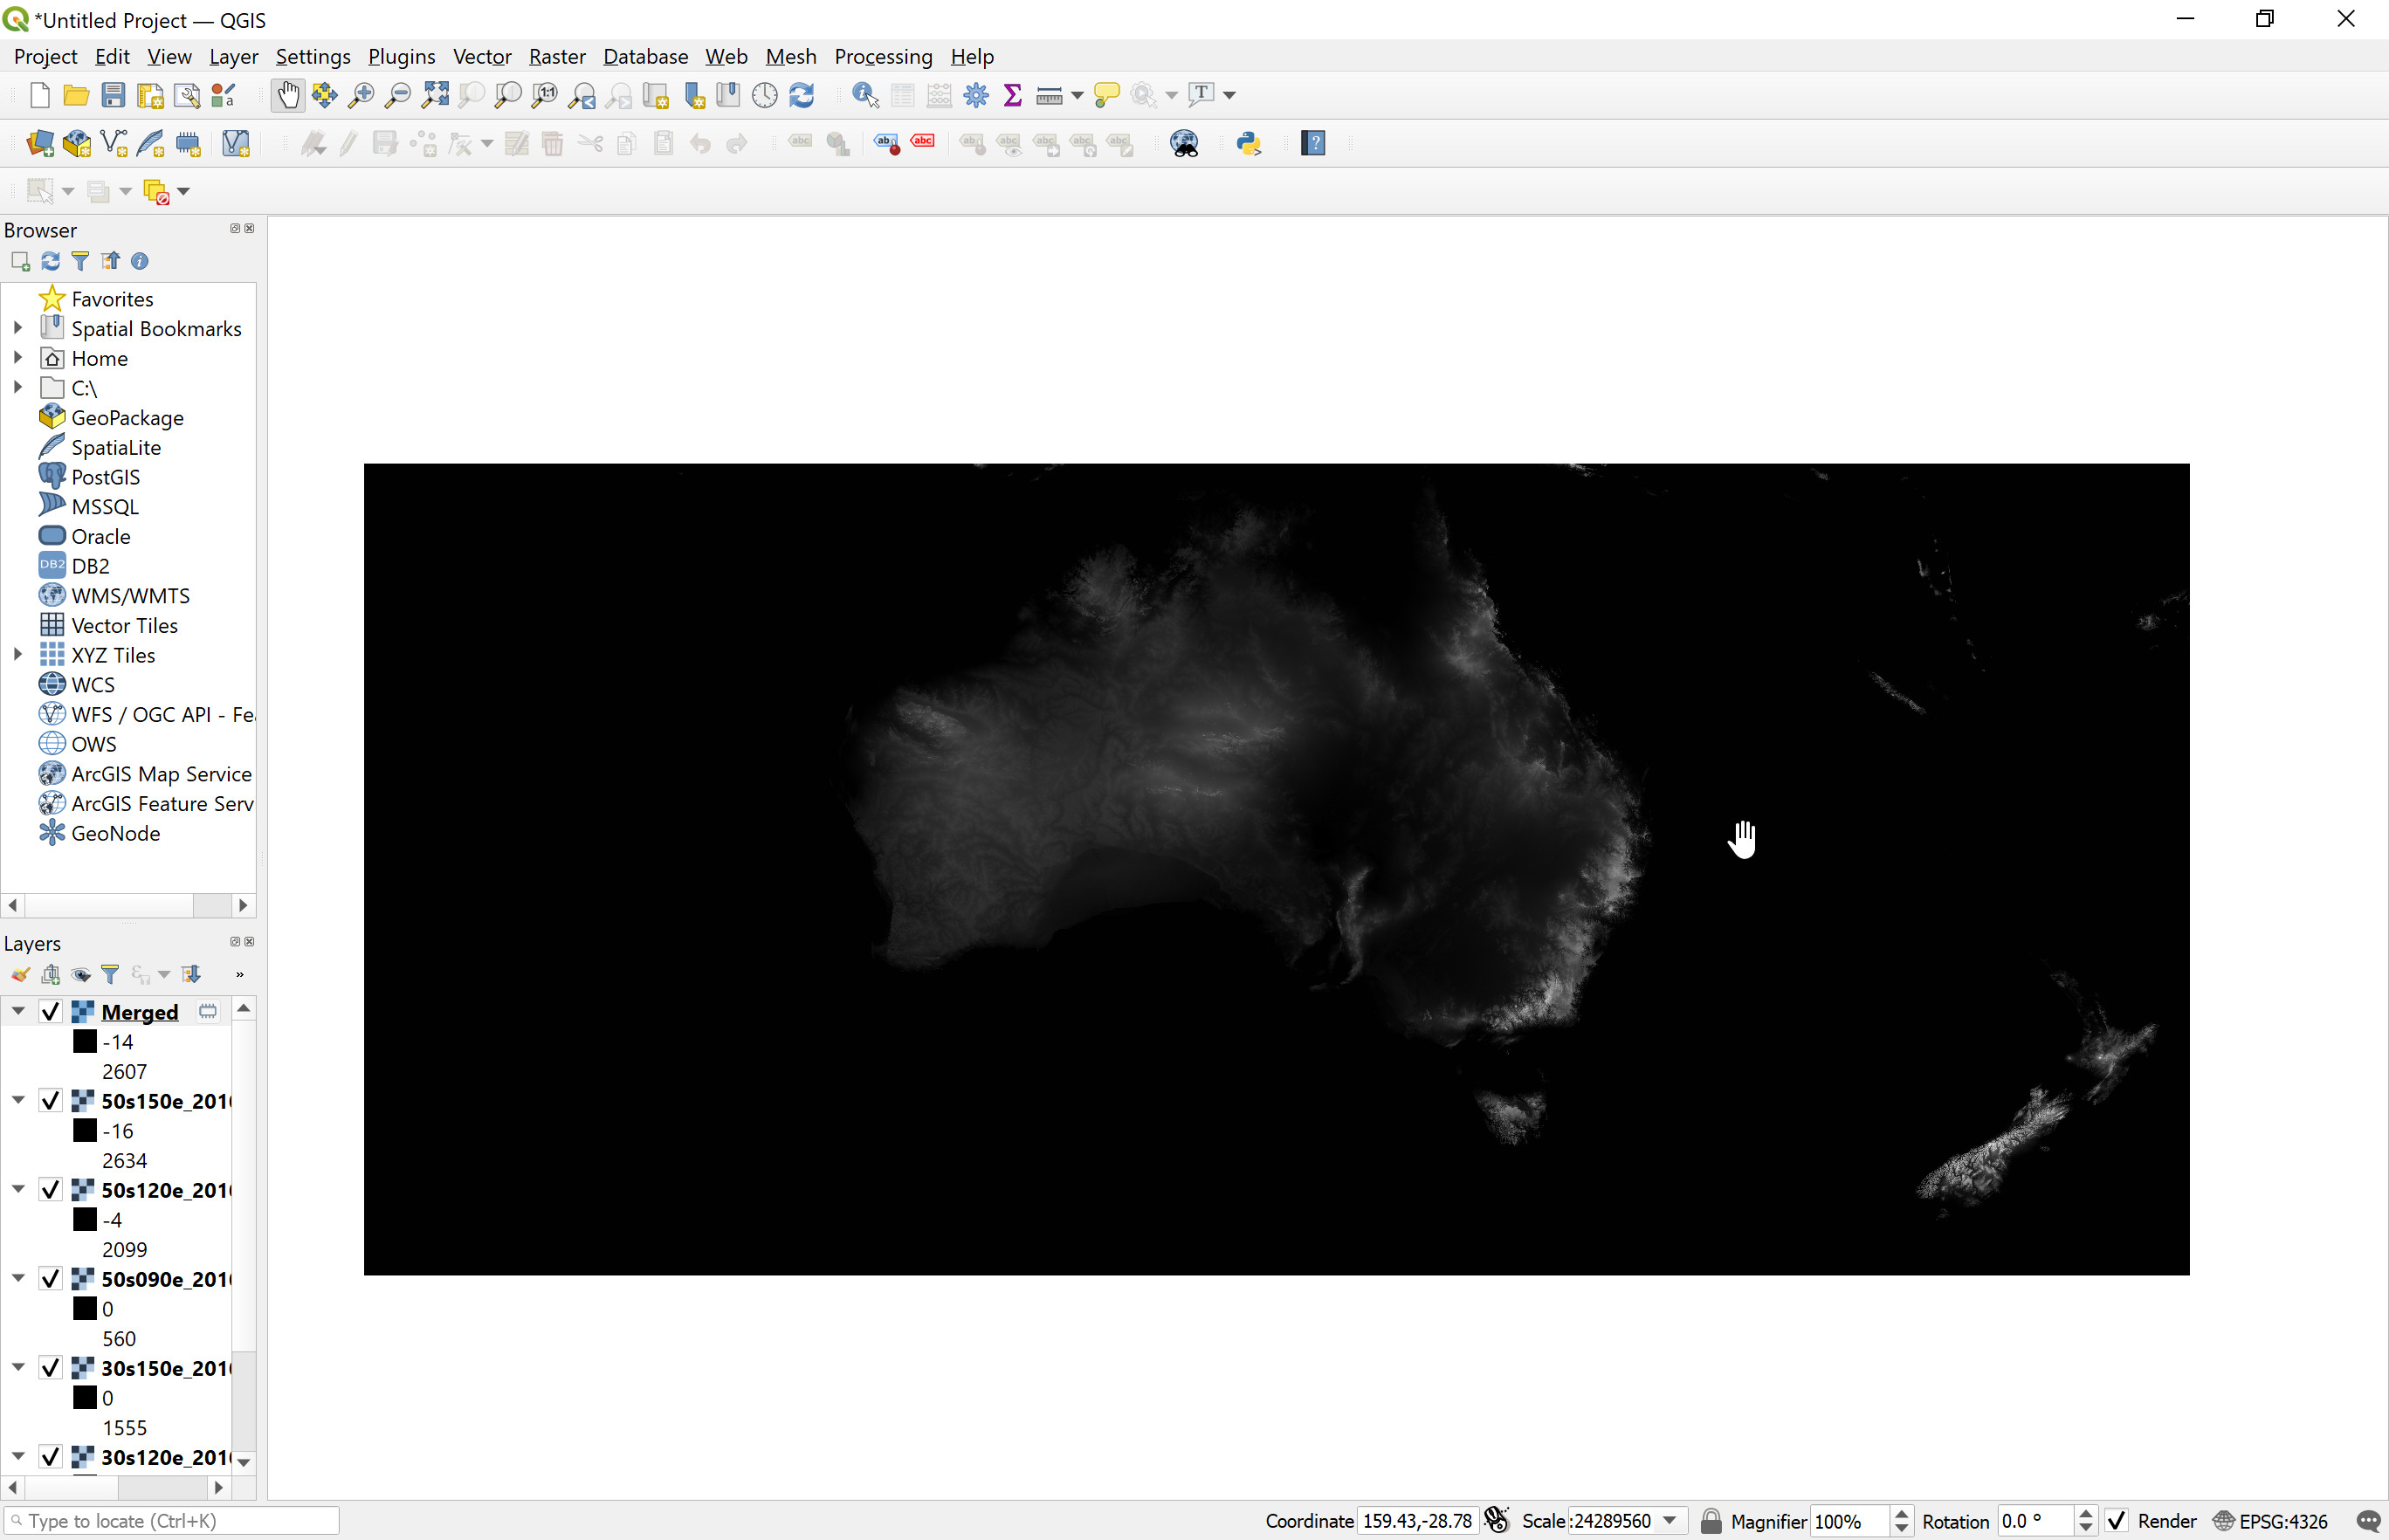 *Untitled Project — QGIS
Project Edit View Layer Settings Plugins Vector Raster Database Web Mesh Processing Help
Browser
Favorites
Spatial Bookmarks
Home
C:\
GeoPackage
SpatiaLite
PostGIS
MSSQL
Oracle
DB2 DB2
WMS/WMTS
Vector Tiles
XYZ Tiles
WCS
WFS / OGC API - Fea
OWS
ArcGIS Map Service
ArcGIS Feature Serv
GeoNode
Layers
Merged
-14
2607
50s150e_201
-16
2634
50s120e_201
-4
2099
50s090e_201
0
560
30s150e_201
0
1555
30s120e_201
Type to locate (Ctrl+K) Coordinate 159.43,-28.78 Scale :24289560 Magnifier 100% Rotation 0.0 ° Render EPSG:4326